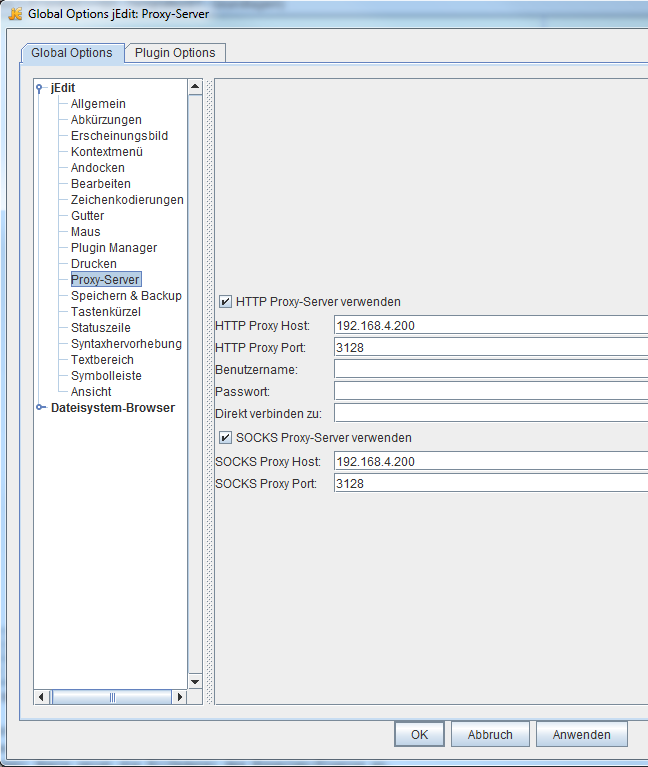 Global Options jEdit: Proxy-Server
Global Options
Plugin Options
jEdit
Allgemein
Abkürzungen
Erscheinungsbild
Kontextmenü
Andocken
Bearbeiten
Zeichenkodierungen
Gutter
Maus
Plugin Manager
Drucken
Proxy-Server
Speichern & Backup
Tastenkürzel
Statuszeile
Syntaxhervorhebung
Textbereich
Symbolleiste
Ansicht
Dateisystem-Browser
HTTP Proxy-Server verwenden
HTTP Proxy Host: 192.168.4.200
HTTP Proxy Port: 3128
Benutzername:
Passwort:
Direkt verbinden zu:
SOCKS Proxy-Server verwenden
SOCKS Proxy Host: 192.168.4.200
SOCKS Proxy Port: 3128
OK
Abbruch
Anwenden